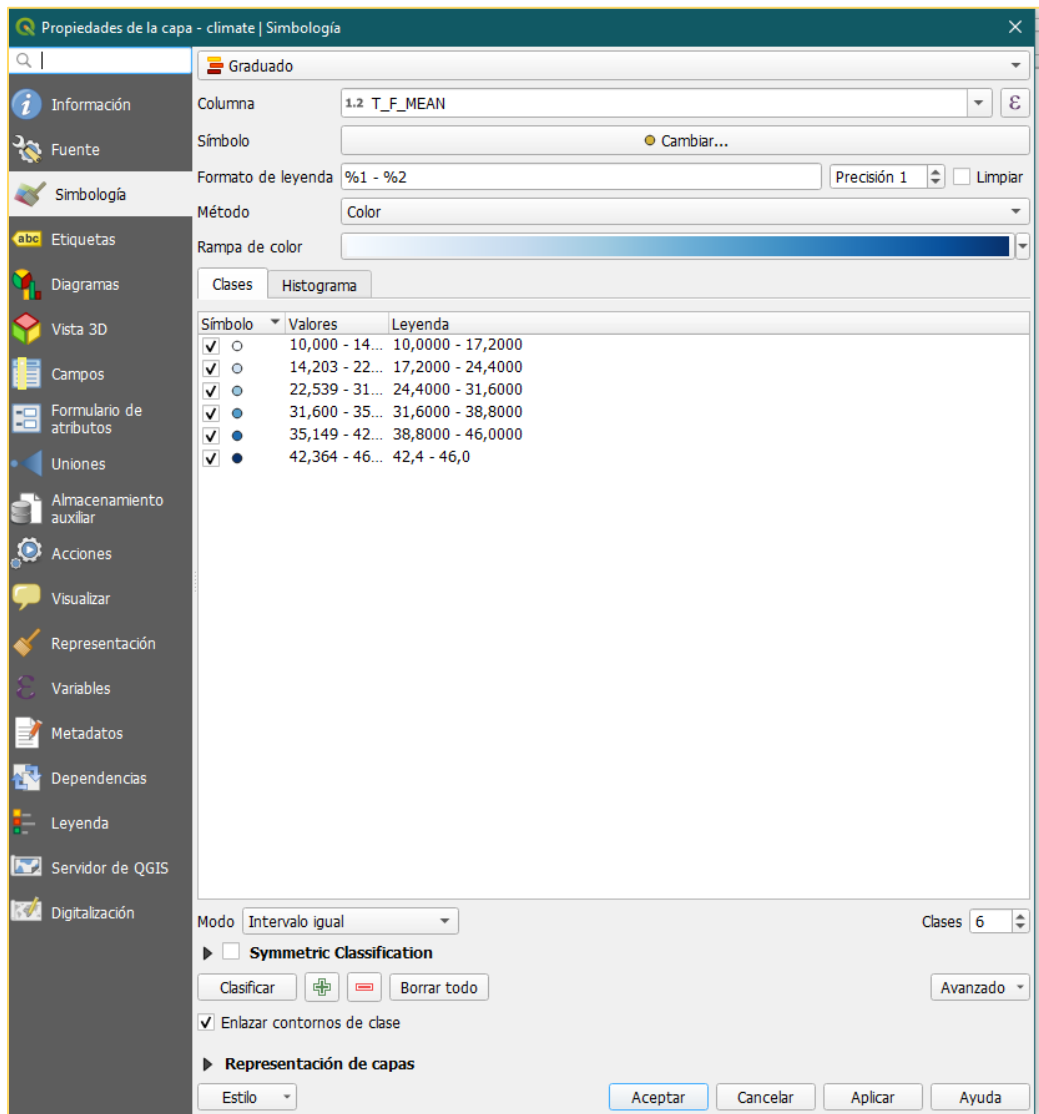 Propiedades de la capa - climate | Simbología
Graduado
Información
Columna
1.2 T_F_MEAN
ε
Fuente
Símbolo
Cambiar...
Simbología
Formato de leyenda
%1 - %2
Precisión 1
Limpiar
Método
Color
abc Etiquetas
Rampa de color
Diagramas
Clases
Histograma
Vista 3D
Símbolo Valores Leyenda
10,000 - 14... 10,0000 - 17,2000
14,203 - 22... 17,2000 - 24,4000
Campos
22,539 - 31... 24,4000 - 31,6000
31,600 - 35... 31,6000 - 38,8000
Formulario de
atributos
35,149 - 42... 38,8000 - 46,0000
42,364 - 46... 42,4 - 46,0
Uniones
Almacenamiento
auxiliar
Acciones
Visualizar
Representación
ε Variables
Metadatos
Dependencias
Leyenda
Servidor de QGIS
Digitalización
Modo
Intervalo igual
Clases 6
Symmetric Classification
Clasificar
Borrar todo
Avanzado
Enlazar contornos de clase
Representación de capas
Estilo
Aceptar
Cancelar
Aplicar
Ayuda